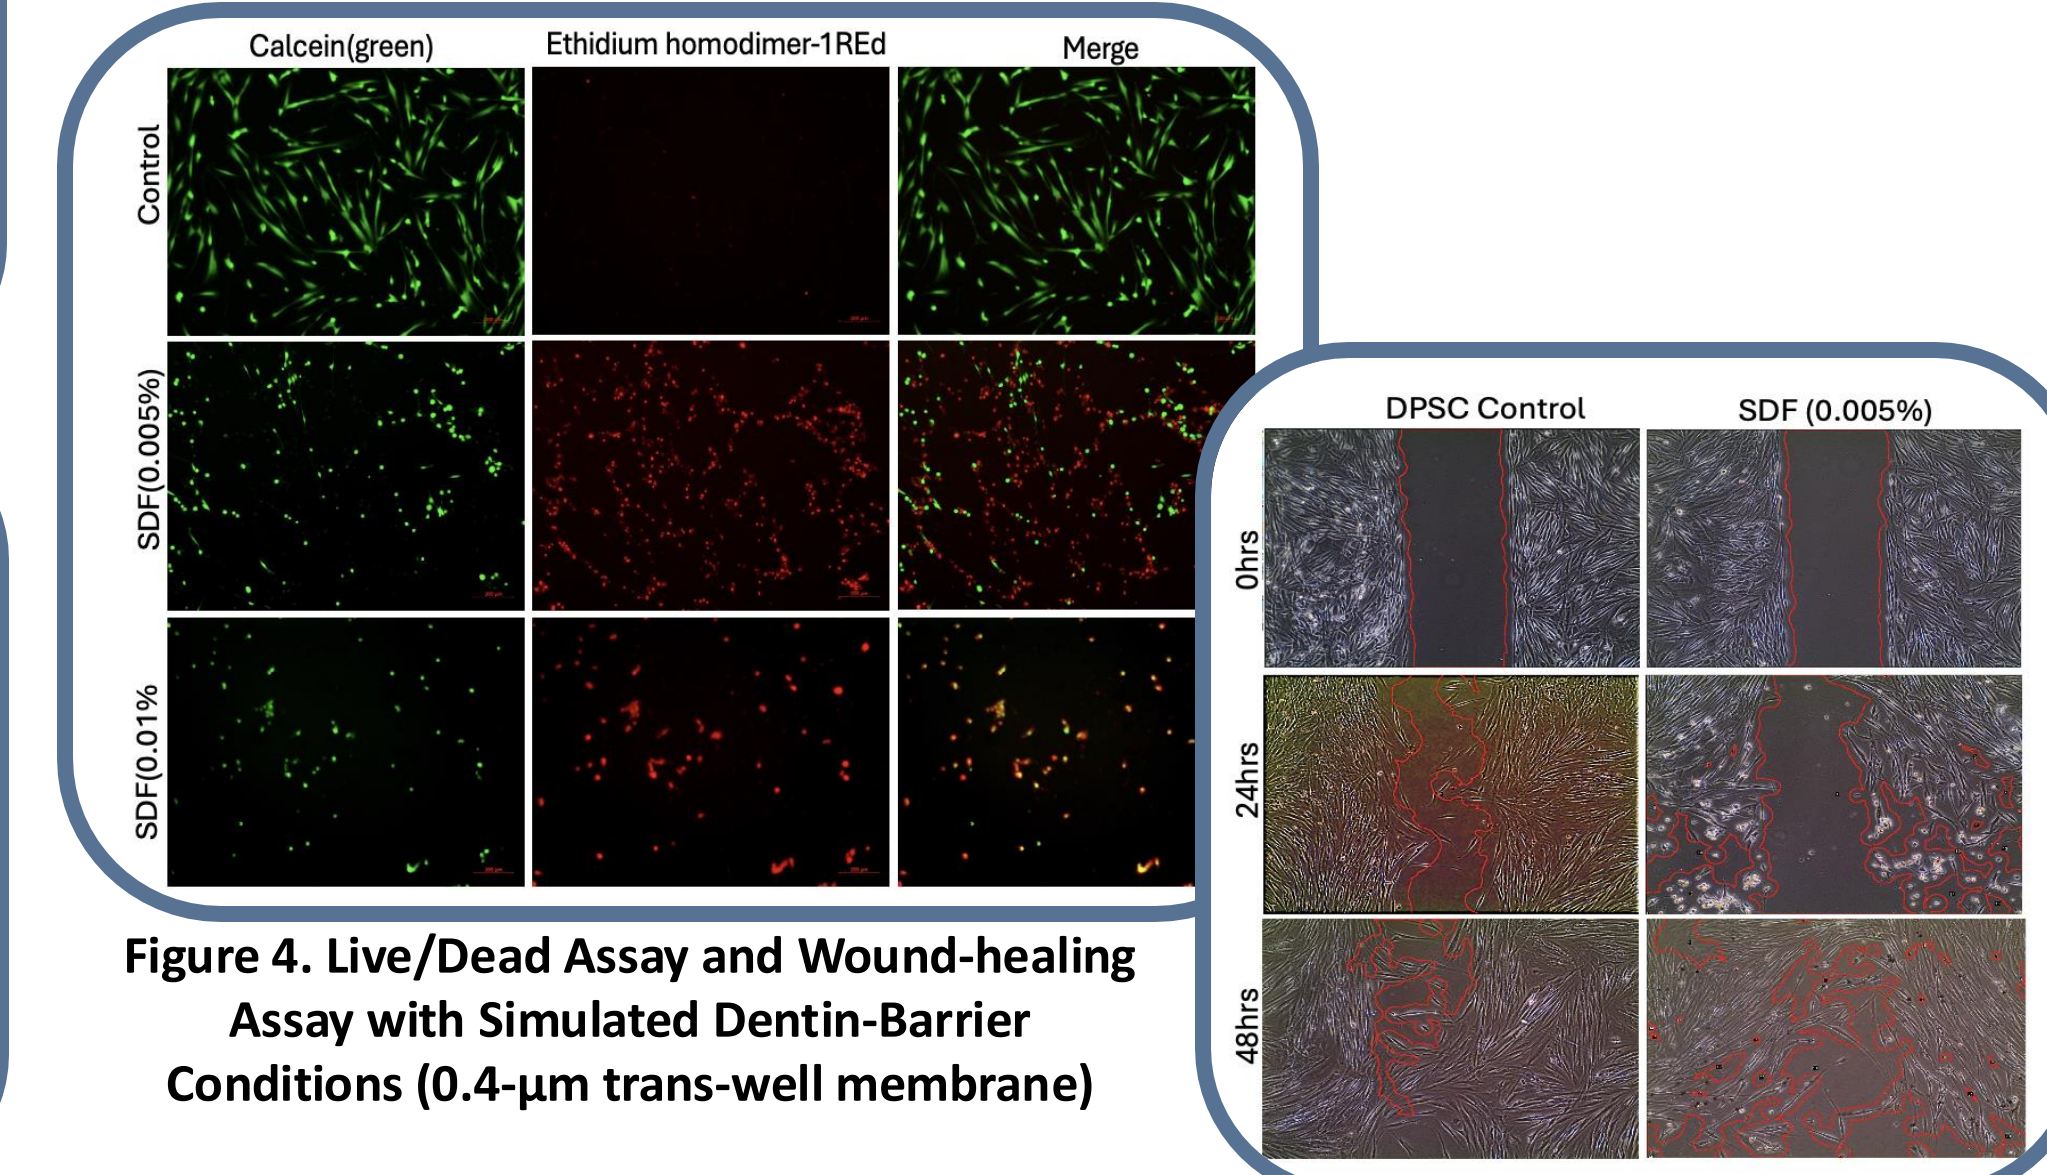 Calcein(green)
Ethidium homodimer-1REd
Merge
Control
SDF(0.005%)
SDF(0.01%
DPSC Control
SDF (0.005%)
0hrs
24hrs
48hrs
Figure 4. Live/Dead Assay and Wound-healing
Assay with Simulated Dentin-Barrier
Conditions (0.4-µm trans-well membrane)